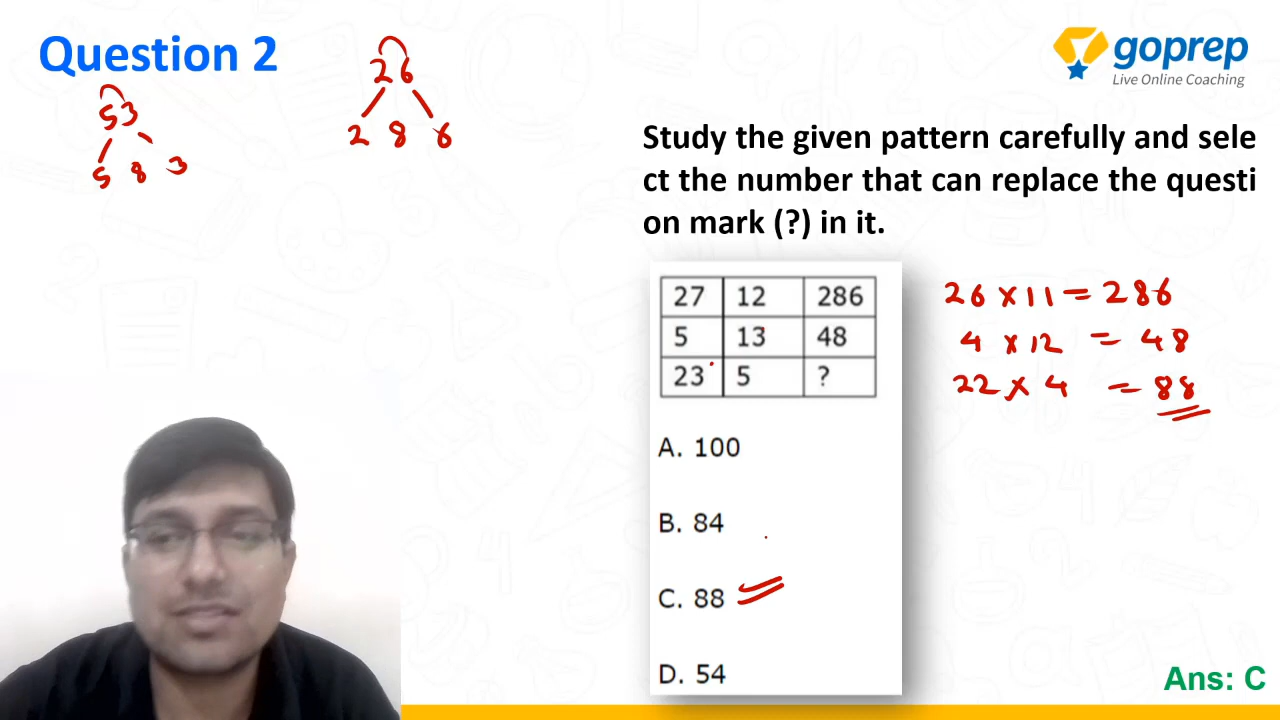 Question 2
26
2 8 6
53
5 8 3
goprep
Live Online Coaching
Study the given pattern carefully and sele
ct the number that can replace the questi
on mark (?) in it.
27 12 286
5 13 48
23 5 ?
26 × 11 = 286
4 × 12 = 48
22 × 4 = 88
A. 100
B. 84
C. 88
D. 54
Ans: C